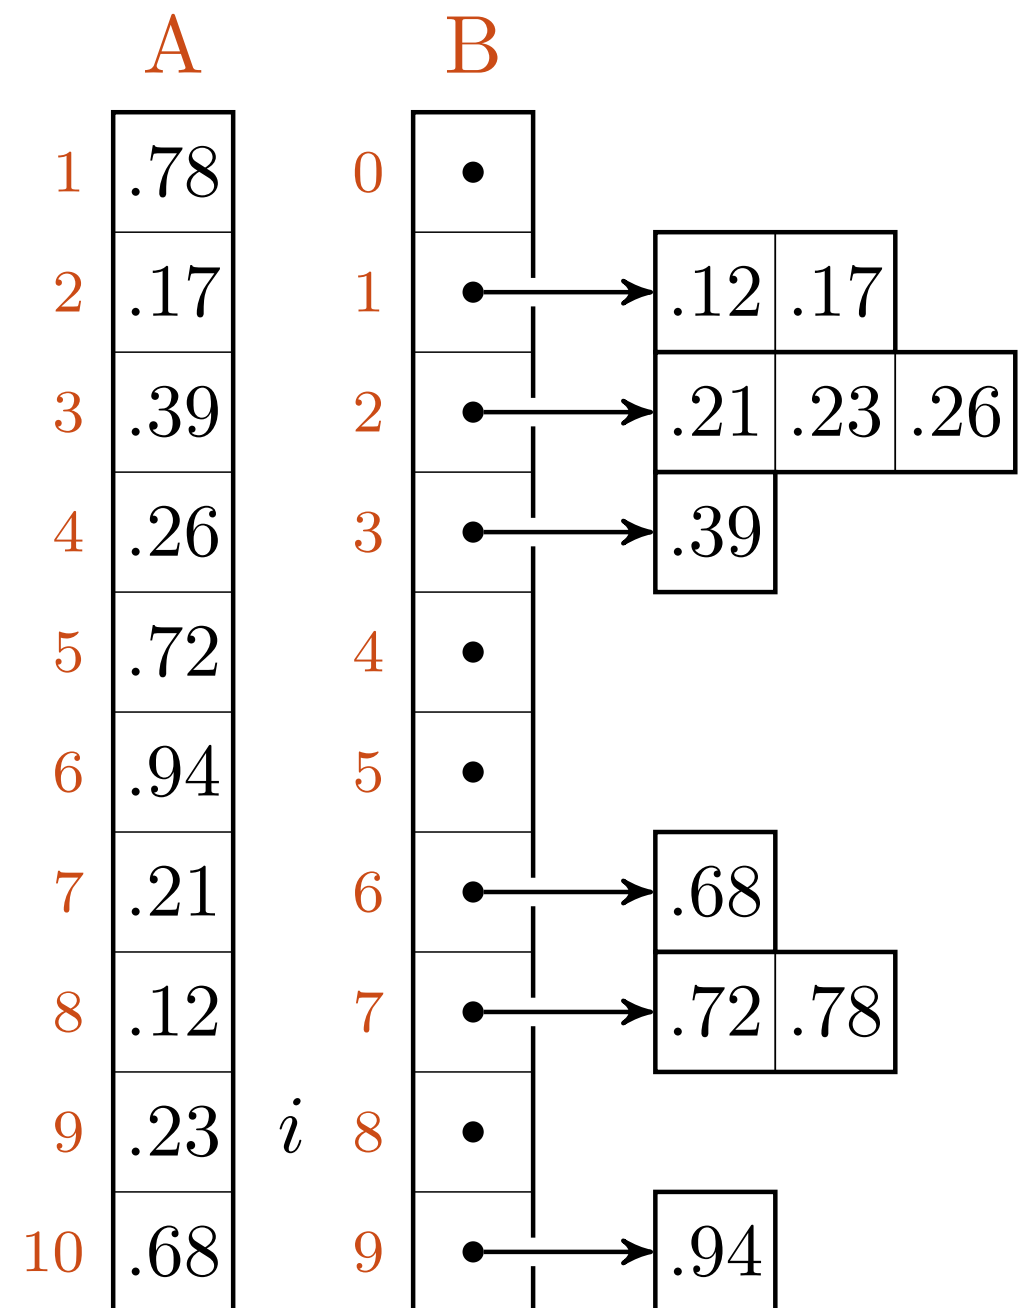 A B
1 .78 0
2 .17 1 .12 .17
3 .39 2 .21 .23 .26
4 .26 3 .39
5 .72 4
6 .94 5
7 .21 6 .68
8 .12 7 .72 .78
9 .23 i 8
10 .68 9 .94